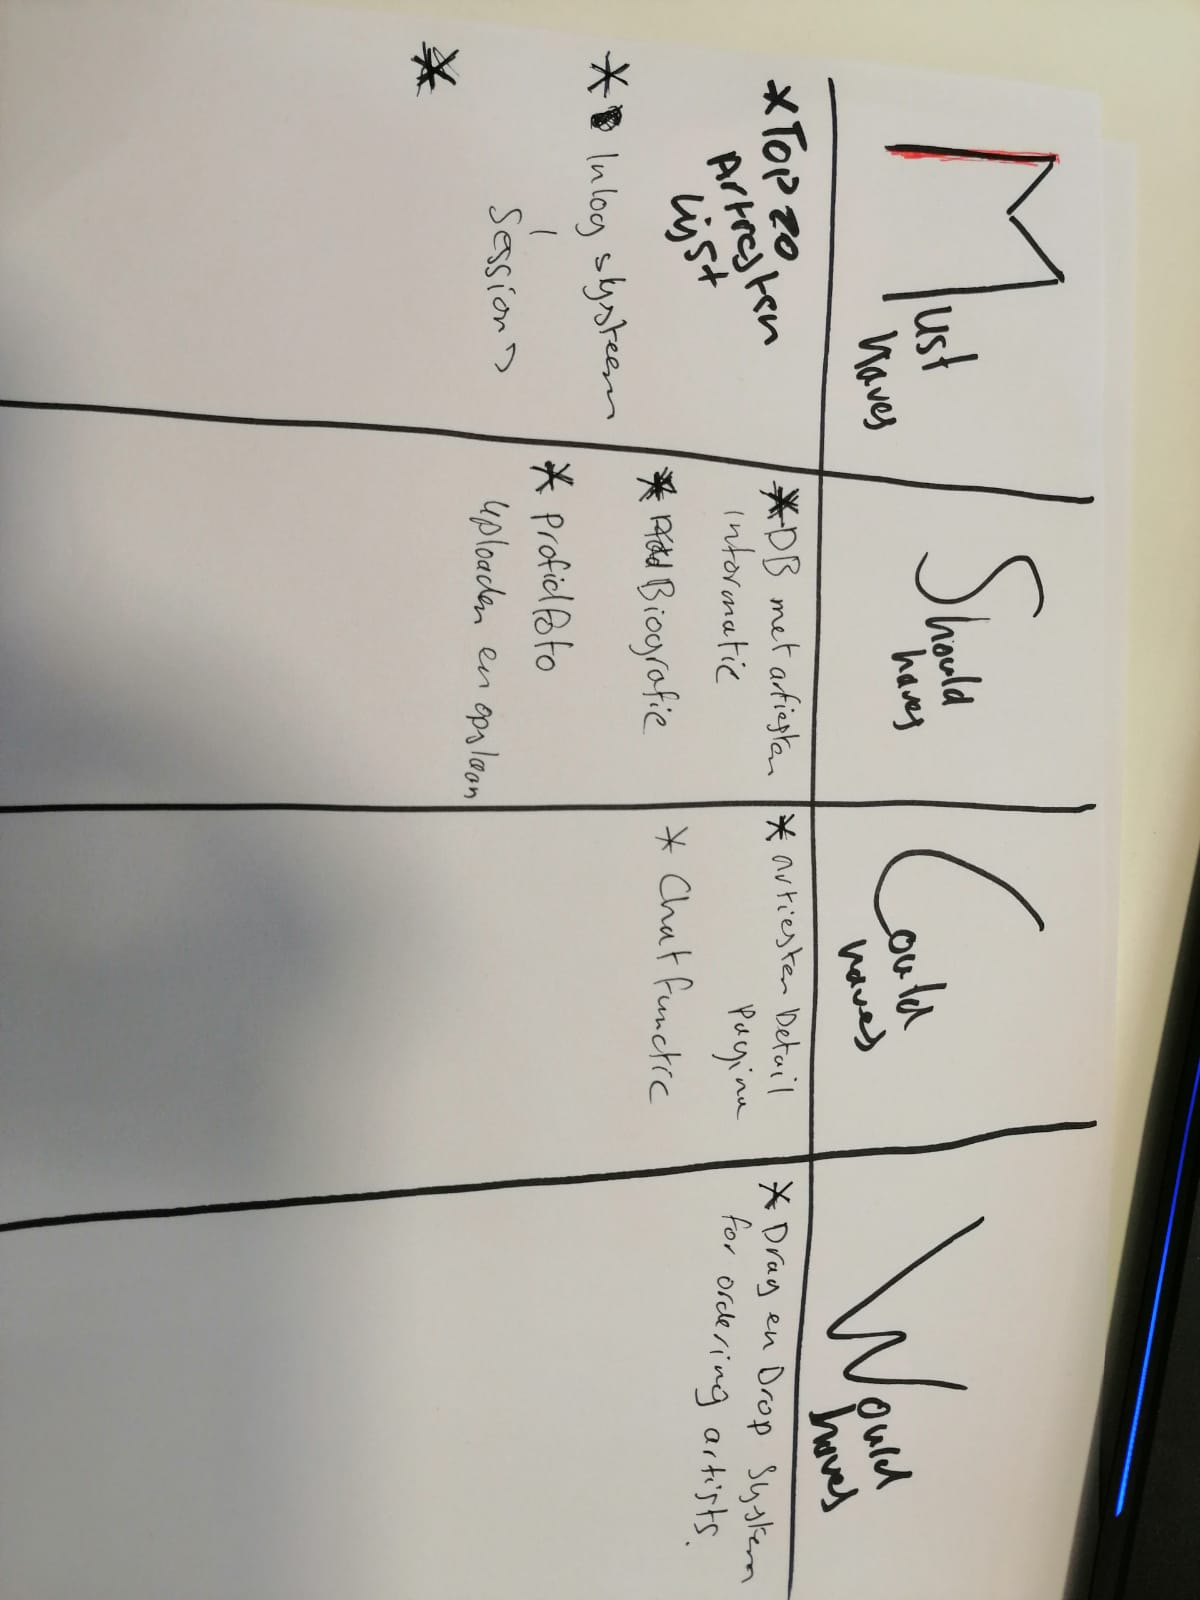 Must
haves
Should
haves
Could
haves
Would
haves
* Top 20
Artiesten
Lijst
* Inlog systeem
Sessions
*
* DB met artiesten
informatie
* Biografie
* Profielfoto
uploaden en opslaan
* Artiesten Detail
Pagina
* Chat functie
* Drag en Drop System
for ordering artists.